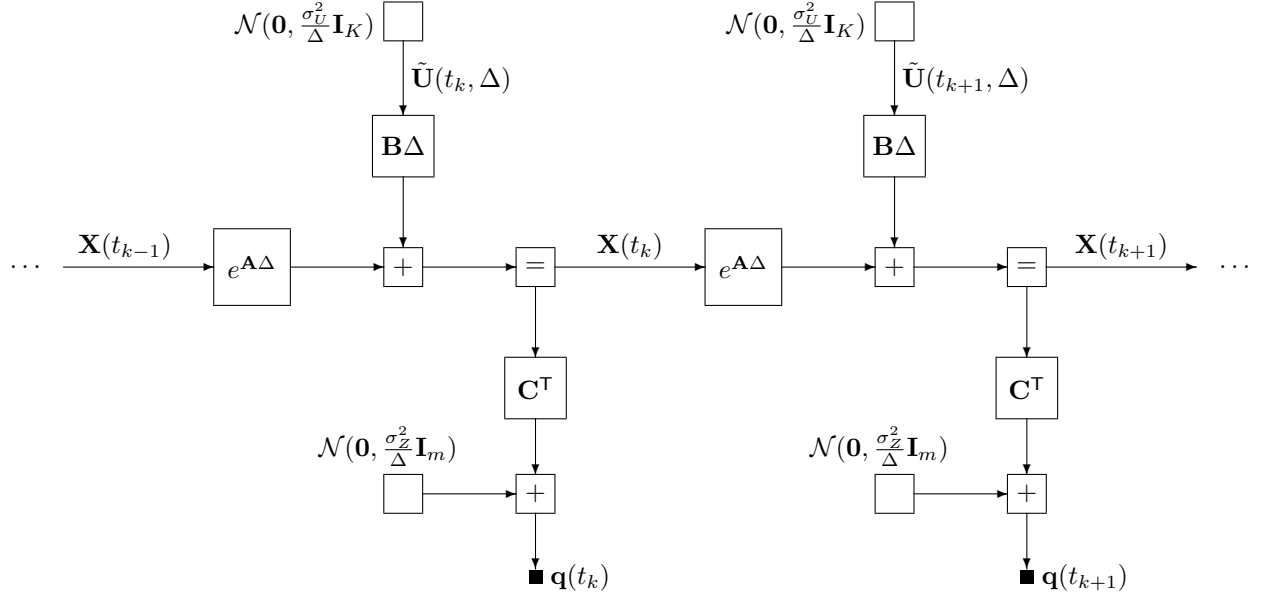 𝒩(𝟎, σ_U²/Δ 𝐈_K) 𝒩(𝟎, σ_U²/Δ 𝐈_K)
Ũ(t_k, Δ) Ũ(t_{k+1}, Δ)
𝐁Δ 𝐁Δ
𝐗(t_{k−1}) 𝐗(t_k) 𝐗(t_{k+1})
··· e^{𝐀Δ} + = e^{𝐀Δ} + = ···
𝐂^𝖳 𝐂^𝖳
𝒩(𝟎, σ_Z²/Δ 𝐈_m) 𝒩(𝟎, σ_Z²/Δ 𝐈_m)
+ +
𝐪(t_k) 𝐪(t_{k+1})